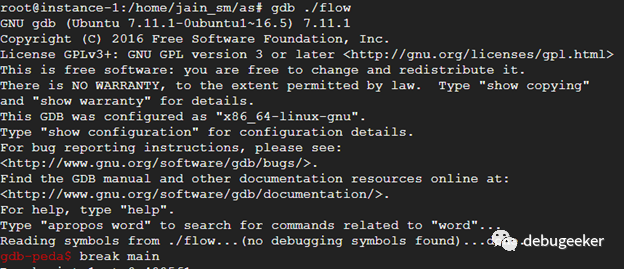 root@instance-1:/home/jain_sm/as# gdb ./flow
GNU gdb (Ubuntu 7.11.1-0ubuntu1~16.5) 7.11.1
Copyright (C) 2016 Free Software Foundation, Inc.
License GPLv3+: GNU GPL version 3 or later <http://gnu.org/licenses/gpl.html>
This is free software: you are free to change and redistribute it.
There is NO WARRANTY, to the extent permitted by law.  Type "show copying"
and "show warranty" for details.
This GDB was configured as "x86_64-linux-gnu".
Type "show configuration" for configuration details.
For bug reporting instructions, please see:
<http://www.gnu.org/software/gdb/bugs/>.
Find the GDB manual and other documentation resources online at:
<http://www.gnu.org/software/gdb/documentation/>.
For help, type "help".
Type "apropos word" to search for commands related to "word"...
Reading symbols from ./flow...(no debugging symbols found)...
debugeeker
gdb-peda$ break main